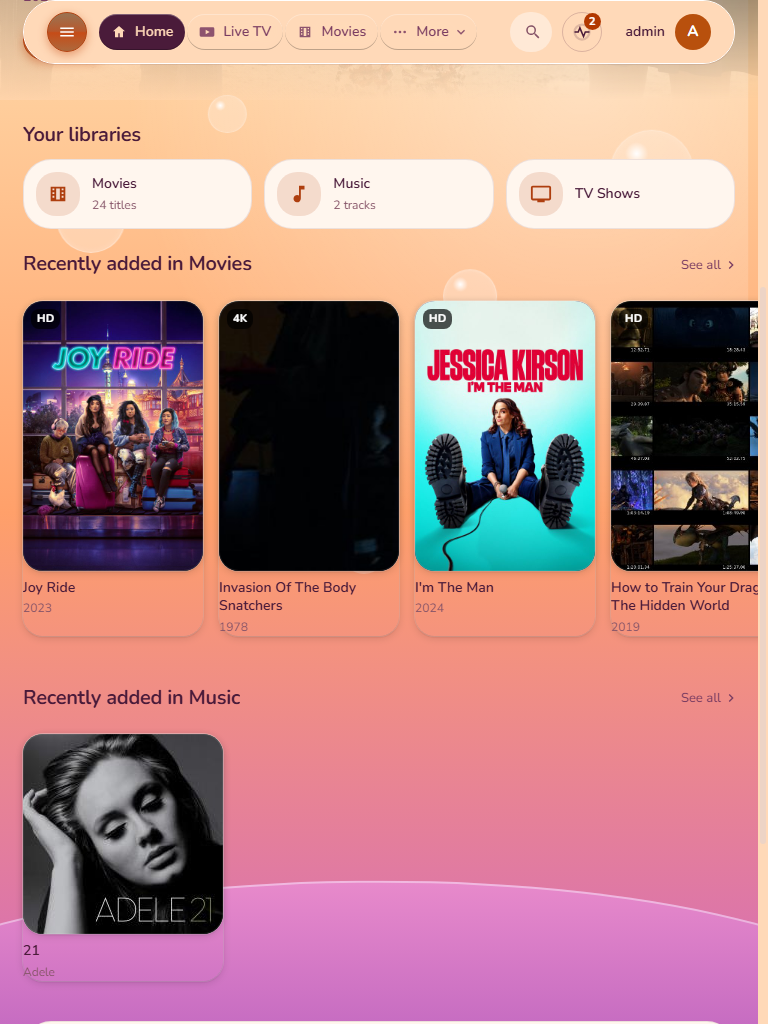 Home
Live TV
Movies
More
2
admin
A
Your libraries
Movies
24 titles
Music
2 tracks
TV Shows
Recently added in Movies
See all
HD
JOY RIDE
4K
HD
JESSICA KIRSON
I'M THE MAN
HD
Joy Ride
2023
Invasion Of The Body
Snatchers
1978
I'm The Man
2024
How to Train Your Drag
The Hidden World
2019
Recently added in Music
See all
ADELE 21
21
Adele